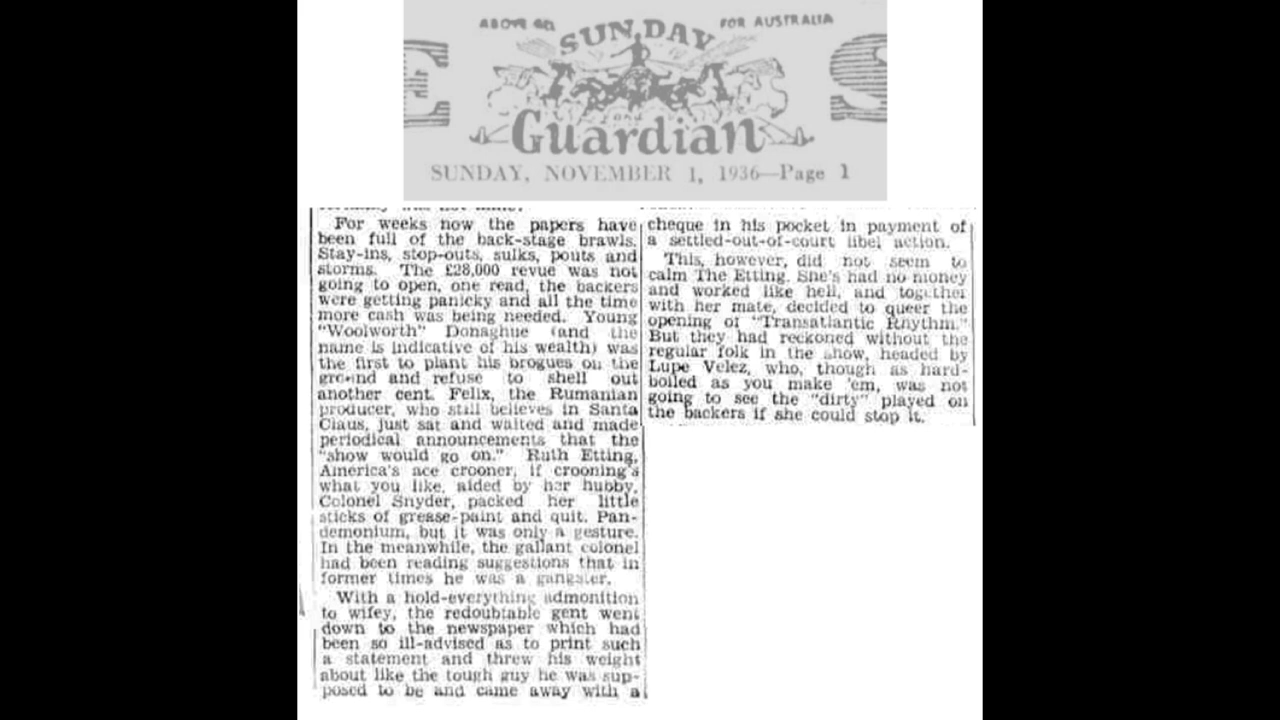 ABOVE ALL FOR AUSTRALIA
SUNDAY
and
Guardian
SUNDAY, NOVEMBER 1, 1936—Page 1
For weeks now the papers have
been full of the back-stage brawls.
Stay-ins, stop-outs, sulks, pouts and
storms. The £28,000 revue was not
going to open, one read, the backers
were getting panicky and all the time
more cash was being needed. Young
"Woolworth" Donaghue (and the
name is indicative of his wealth) was
the first to plant his brogues on the
ground and refuse to shell out
another cent. Felix, the Rumanian
producer, who still believes in Santa
Claus, just sat and waited and made
periodical announcements that the
"show would go on." Ruth Etting,
America's ace crooner, if crooning's
what you like, aided by her hubby,
Colonel Snyder, packed her little
sticks of grease-paint and quit. Pan-
demonium, but it was only a gesture.
In the meanwhile, the gallant colonel
had been reading suggestions that in
former times he was a gangster.
With a hold-everything admonition
to wifey, the redoubtable gent went
down to the newspaper which had
been so ill-advised as to print such
a statement and threw his weight
about like the tough guy he was sup-
posed to be and came away with a
cheque in his pocket in payment of
a settled-out-of-court libel action.
This, however, did not seem to
calm The Etting. She's had no money
and worked like hell, and together
with her mate, decided to queer the
opening of "Transatlantic Rhythm."
But they had reckoned without the
regular folk in the show, headed by
Lupe Velez, who, though as hard-
boiled as you make 'em, was not
going to see the "dirty" played on
the backers if she could stop it.